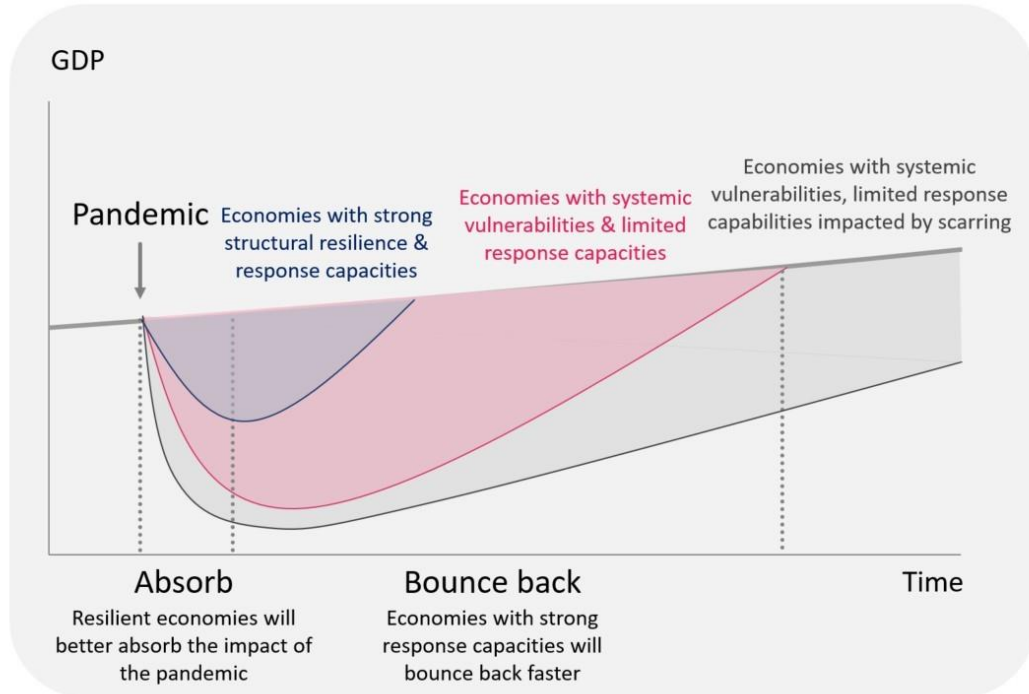 GDP
Pandemic
Economies with strong
structural resilience &
response capacities
Economies with systemic
vulnerabilities & limited
response capacities
Economies with systemic
vulnerabilities, limited response
capabilities impacted by scarring
Absorb
Resilient economies will
better absorb the impact of
the pandemic
Bounce back
Economies with strong
response capacities will
bounce back faster
Time